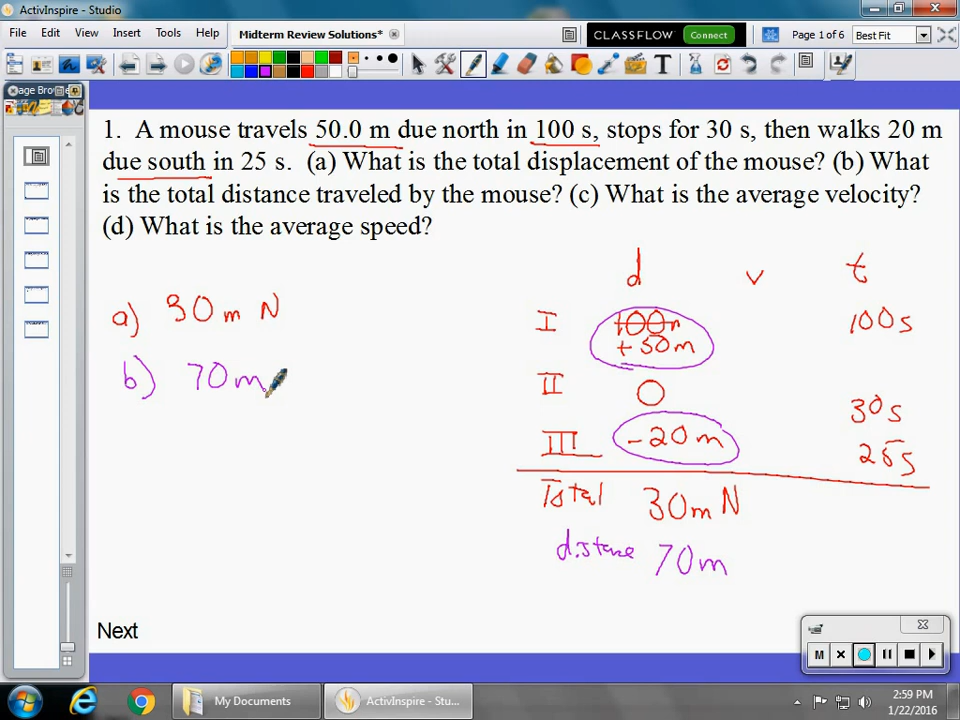 ActivInspire - Studio
File Edit View Insert Tools Help Midterm Review Solutions* CLASSFLOW Connect Page 1 of 6 Best Fit
age Brow
1. A mouse travels 50.0 m due north in 100 s, stops for 30 s, then walks 20 m
due south in 25 s. (a) What is the total displacement of the mouse? (b) What
is the total distance traveled by the mouse? (c) What is the average velocity?
(d) What is the average speed?
d v t
a) 30m N
I 100m 100s
+50m
b) 70m
II 0 30s
III -20m 25s
Total 30m N
distance 70m
Next
M
My Documents ActivInspire - Stu... 2:59 PM
1/22/2016